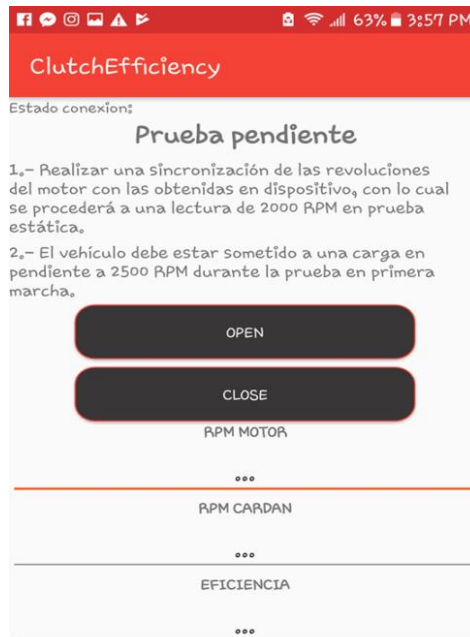 63% 3:57 PM
ClutchEfficiency
Estado conexion:
Prueba pendiente
1.- Realizar una sincronización de las revoluciones
del motor con las obtenidas en dispositivo, con lo cual
se procederá a una lectura de 2000 RPM en prueba
estática.
2.- El vehículo debe estar sometido a una carga en
pendiente a 2500 RPM durante la prueba en primera
marcha.
OPEN
CLOSE
RPM MOTOR
...
RPM CARDAN
...
EFICIENCIA
...